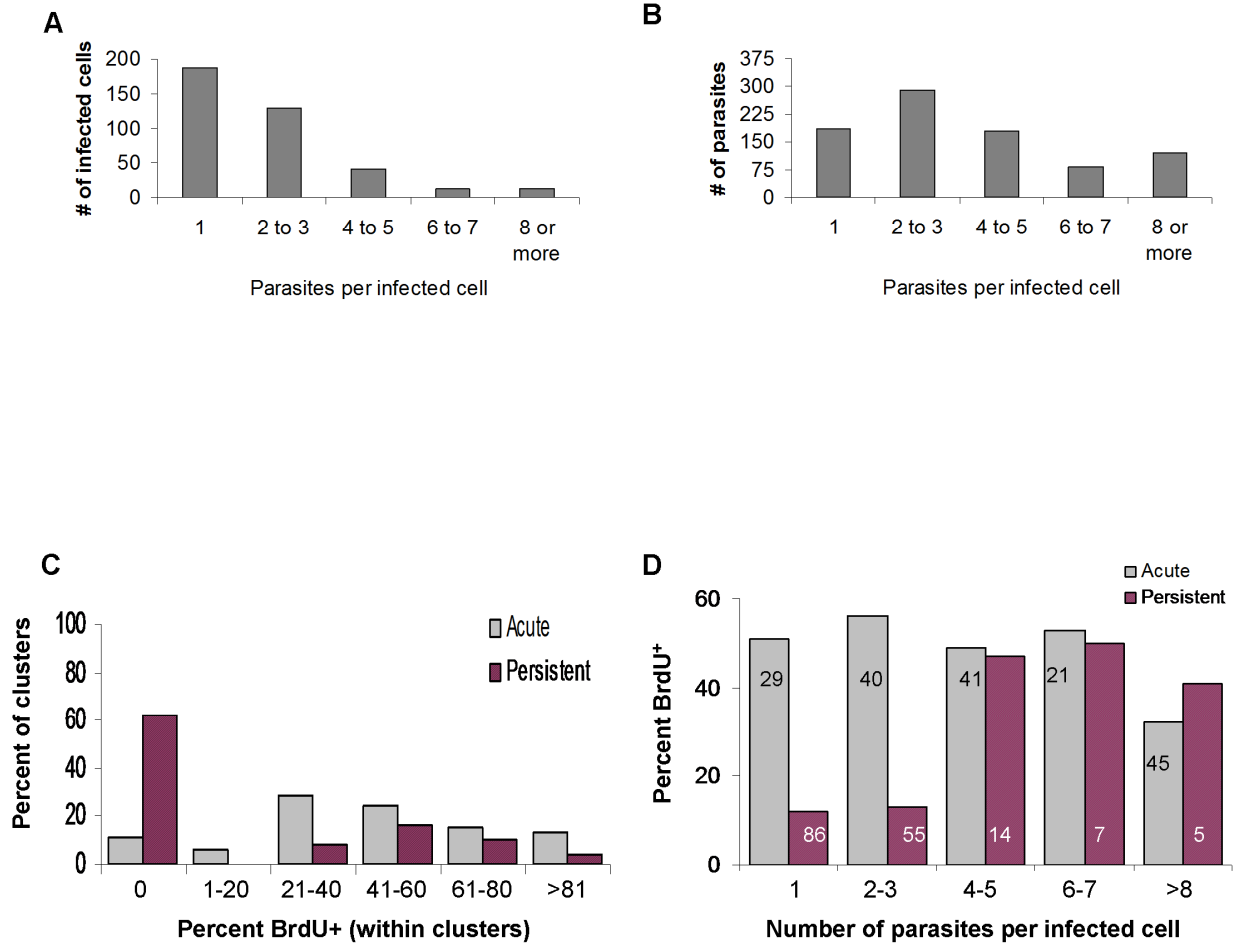 A
# of infected cells
200
150
100
50
0
1
2 to 3
4 to 5
6 to 7
8 or
more
Parasites per infected cell
B
# of parasites
375
300
225
150
75
0
1
2 to 3
4 to 5
6 to 7
8 or
more
Parasites per infected cell
C
Percent of clusters
100
80
60
40
20
0
Acute
Persistent
0
1-20
21-40
41-60
61-80
>81
Percent BrdU+ (within clusters)
D
Acute
Persistent
Percent BrdU+
60
40
20
0
29
86
40
55
41
14
21
7
45
5
1
2-3
4-5
6-7
>8
Number of parasites per infected cell